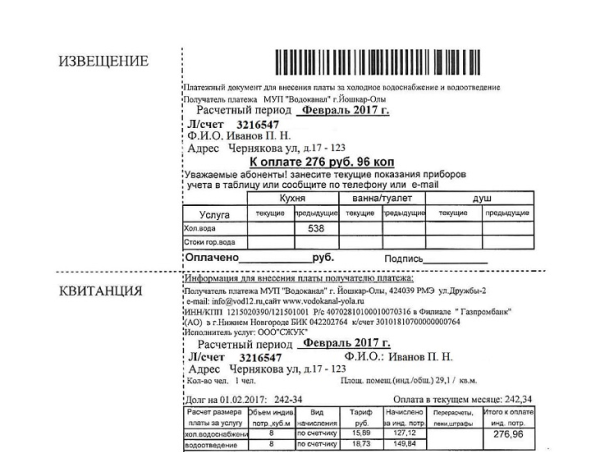 ИЗВЕЩЕНИЕ
Платежный документ для внесения платы за холодное водоснабжение и водоотведение
Получатель платежа МУП "Водоканал" г.Йошкар-Олы
Расчетный период Февраль 2017 г.
Л/счет 3216547
Ф.И.О. Иванов П. Н.
Адрес Чернякова ул, д.17 - 123
К оплате 276 руб. 96 коп
Уважаемые абоненты! занесите текущие показания приборов
учета в таблицу или сообщите по телефону или e-mail
Кухня ванна/туалет душ
Услуга текущие предыдущие текущие предыдущие текущие предыдущие
Хол.вода 538
Стоки гор.вода
Оплачено руб. Подпись
КВИТАНЦИЯ
Информация для внесения платы получателю платежа:
Получатель платежа МУП "Водоканал" г. Йошкар-Олы, 424039 РМЭ ул.Дружбы-2
e-mail: info@vod12.ru,сайт www.vodokanal-yola.ru
ИНН/КПП 1215020390/121501001 Р/с 40702810100010070316 в Филиале " Газпромбанк"
(АО) в г.Нижнем Новгороде БИК 042202764 к/счет 30101810700000000764
Исполнитель услуг: ООО"СЖУК"
Расчетный период Февраль 2017 г.
Л/счет 3216547 Ф.И.О.: Иванов П. Н.
Адрес Чернякова ул, д.17 - 123
Кол-во чел. 1 чел. Площ. помещ.(инд./общ.) 29,1 / кв.м.
Долг на 01.02.2017: 242-34 Оплата в текущем месяце: 242,34
Расчет размера Объем индив Вид Тариф Начислено Перерасчеты, Итого к оплате
платы за услугу потр.,куб.м начисления руб. за инд. потр. пени,штрафы инд. потр.
хол.водоснабжени 8 по счетчику 15,89 127,12 276,96
водоотведение 8 по счетчику 18,73 149,84